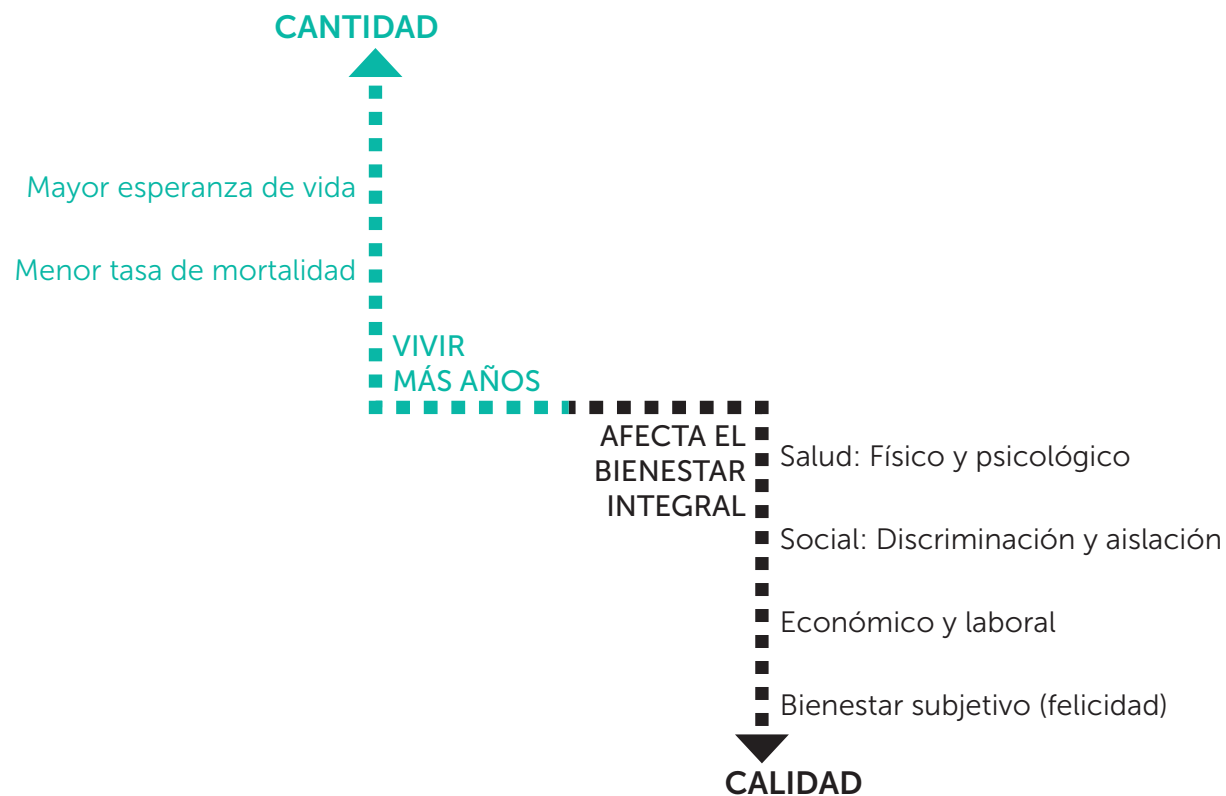 CANTIDAD
Mayor esperanza de vida
Menor tasa de mortalidad
VIVIR
MÁS AÑOS
AFECTA EL
BIENESTAR
INTEGRAL
Salud: Físico y psicológico
Social: Discriminación y aislación
Económico y laboral
Bienestar subjetivo (felicidad)
CALIDAD